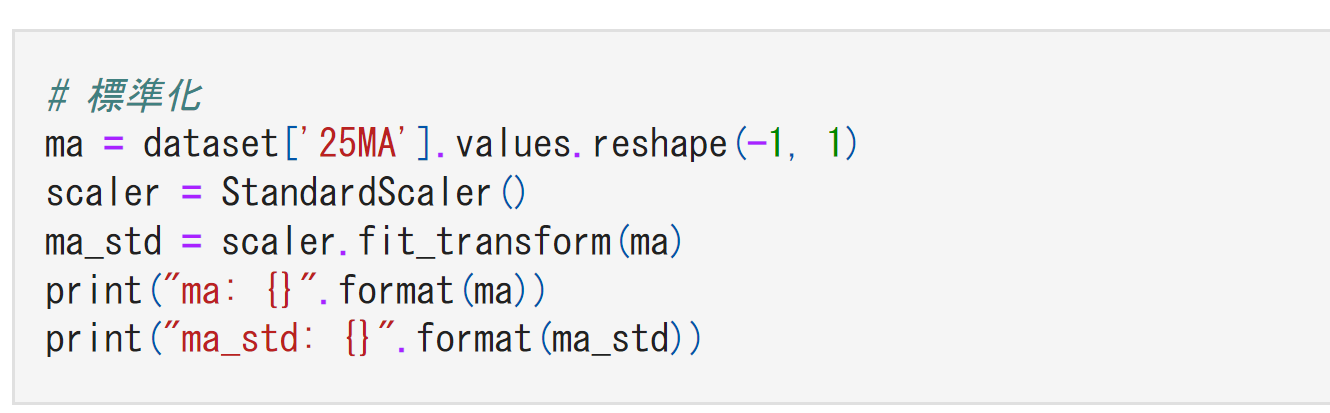 # 標準化
ma = dataset['25MA'].values.reshape(-1, 1)
scaler = StandardScaler()
ma_std = scaler.fit_transform(ma)
print("ma: {}".format(ma))
print("ma_std: {}".format(ma_std))